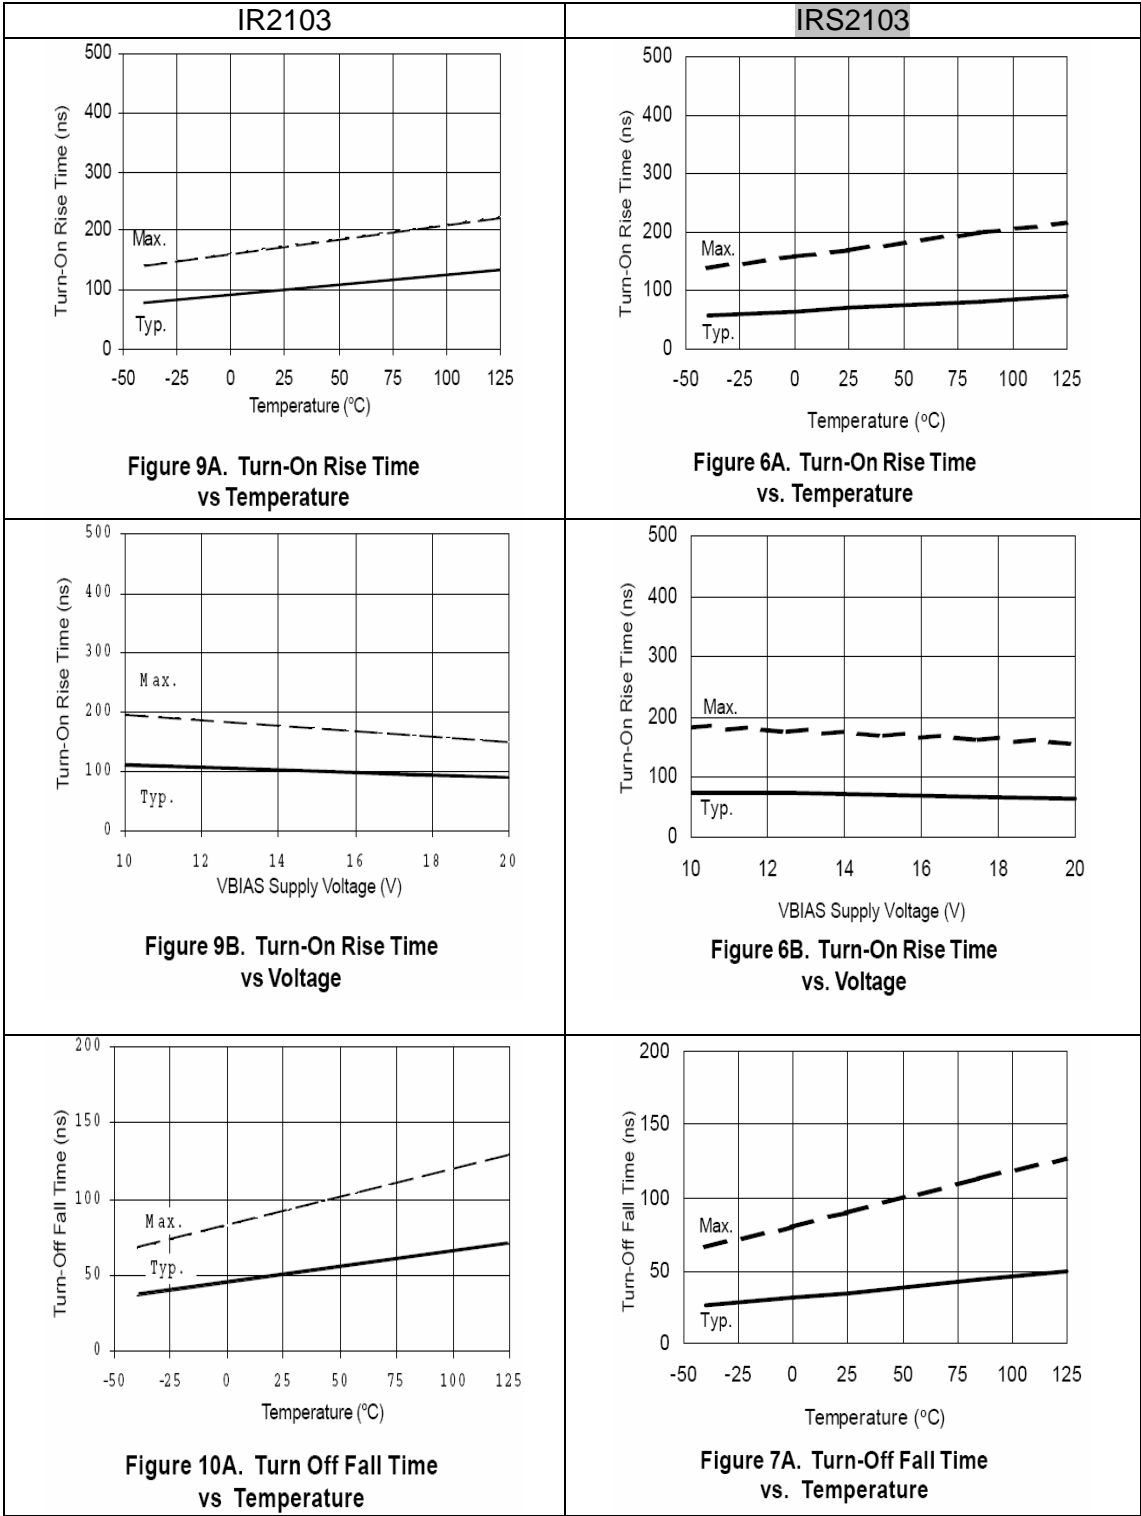 IR2103
IRS2103
Turn-On Rise Time (ns)
500
400
300
200
100
0
Max.
Typ.
-50 -25 0 25 50 75 100 125
Temperature (°C)
Figure 9A. Turn-On Rise Time
vs Temperature
Turn-On Rise Time (ns)
500
400
300
200
100
0
Max.
Typ.
-50 -25 0 25 50 75 100 125
Temperature (°C)
Figure 6A. Turn-On Rise Time
vs. Temperature
Turn-On Rise Time (ns)
500
400
300
200
100
0
Max.
Typ.
10 12 14 16 18 20
VBIAS Supply Voltage (V)
Figure 9B. Turn-On Rise Time
vs Voltage
Turn-On Rise Time (ns)
500
400
300
200
100
0
Max.
Typ.
10 12 14 16 18 20
VBIAS Supply Voltage (V)
Figure 6B. Turn-On Rise Time
vs. Voltage
Turn-Off Fall Time (ns)
200
150
100
50
0
Max.
Typ.
-50 -25 0 25 50 75 100 125
Temperature (°C)
Figure 10A. Turn Off Fall Time
vs Temperature
Turn-Off Fall Time (ns)
200
150
100
50
0
Max.
Typ.
-50 -25 0 25 50 75 100 125
Temperature (°C)
Figure 7A. Turn-Off Fall Time
vs. Temperature